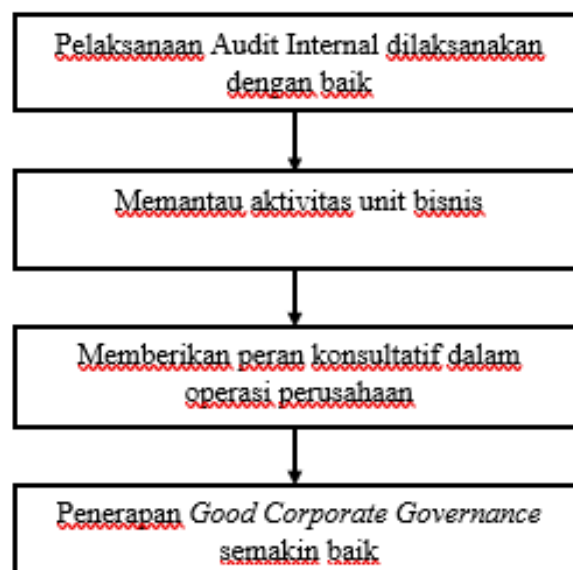 Pelaksanaan Audit Internal dilaksanakan
dengan baik
Memantau aktivitas unit bisnis
Memberikan peran konsultatif dalam
operasi perusahaan
Penerapan Good Corporate Governance
semakin baik